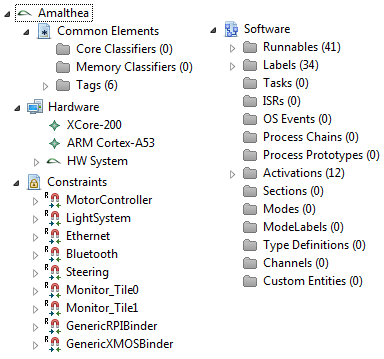 Amalthea
Common Elements
Core Classifiers (0)
Memory Classifiers (0)
Tags (6)
Hardware
XCore-200
ARM Cortex-A53
HW System
Constraints
R MotorController
R LightSystem
R Ethernet
R Bluetooth
R Steering
R Monitor_Tile0
R Monitor_Tile1
R GenericRPIBinder
R GenericXMOSBinder
Software
Runnables (41)
Labels (34)
Tasks (0)
ISRs (0)
OS Events (0)
Process Chains (0)
Process Prototypes (0)
Activations (12)
Sections (0)
Modes (0)
ModeLabels (0)
Type Definitions (0)
Channels (0)
Custom Entities (0)